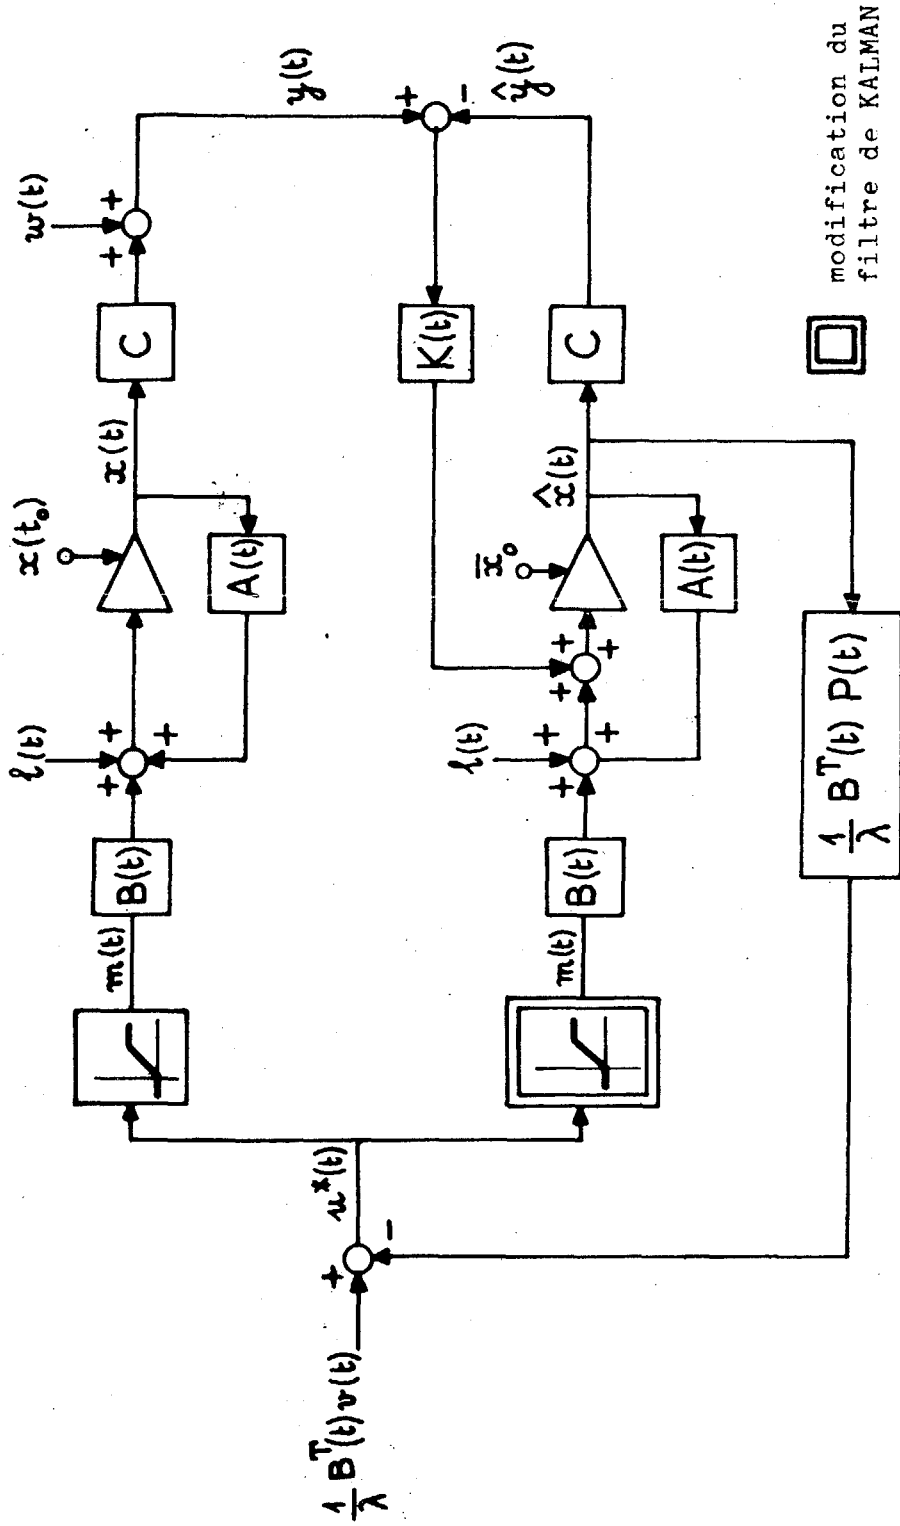 ℓ(t)
x(t₀)
w(t)
m(t)
B(t)
+
+
+
x(t)
C
+
+
A(t)
y(t)
1/λ Bᵀ(t) v(t)
+
−
u*(t)
K(t)
+
−
ŷ(t)
ℓ(t)
x̄₀
m(t)
B(t)
+
+
+
+
+
+
x̂(t)
C
A(t)
1/λ Bᵀ(t) P(t)
modification du
filtre de KALMAN